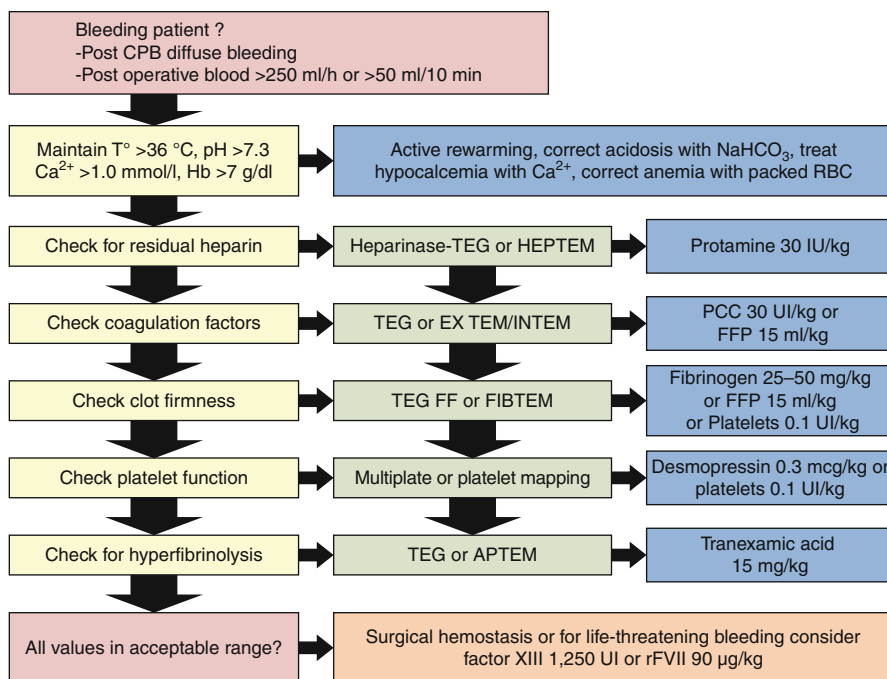 Bleeding patient ?
-Post CPB diffuse bleeding
-Post operative blood >250 ml/h or >50 ml/10 min
Maintain T° >36 °C, pH >7.3
Ca²⁺ >1.0 mmol/l, Hb >7 g/dl
Active rewarming, correct acidosis with NaHCO₃, treat
hypocalcemia with Ca²⁺, correct anemia with packed RBC
Check for residual heparin
Heparinase-TEG or HEPTEM
Protamine 30 IU/kg
Check coagulation factors
TEG or EX TEM/INTEM
PCC 30 UI/kg or
FFP 15 ml/kg
Check clot firmness
TEG FF or FIBTEM
Fibrinogen 25–50 mg/kg
or FFP 15 ml/kg
or Platelets 0.1 UI/kg
Check platelet function
Multiplate or platelet mapping
Desmopressin 0.3 mcg/kg or
platelets 0.1 UI/kg
Check for hyperfibrinolysis
TEG or APTEM
Tranexamic acid
15 mg/kg
All values in acceptable range?
Surgical hemostasis or for life-threatening bleeding consider
factor XIII 1,250 UI or rFVII 90 µg/kg